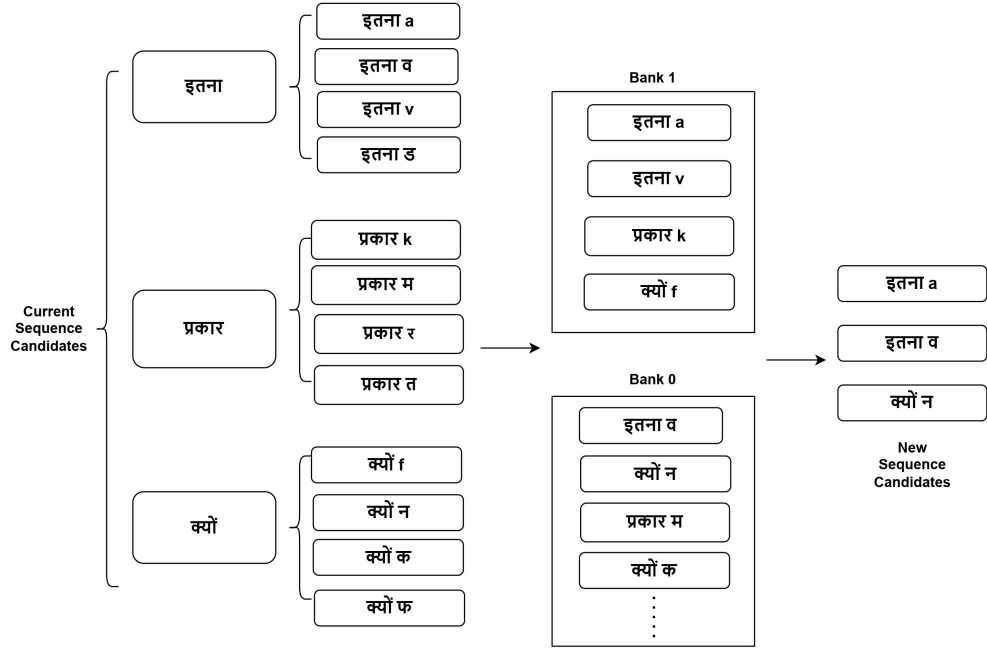 Current
Sequence
Candidates
इतना
इतना a
इतना व
इतना v
इतना ड
प्रकार
प्रकार k
प्रकार म
प्रकार र
प्रकार त
क्यों
क्यों f
क्यों न
क्यों क
क्यों फ
Bank 1
इतना a
इतना v
प्रकार k
क्यों f
Bank 0
इतना व
क्यों न
प्रकार म
क्यों क
इतना a
इतना व
क्यों न
New
Sequence
Candidates